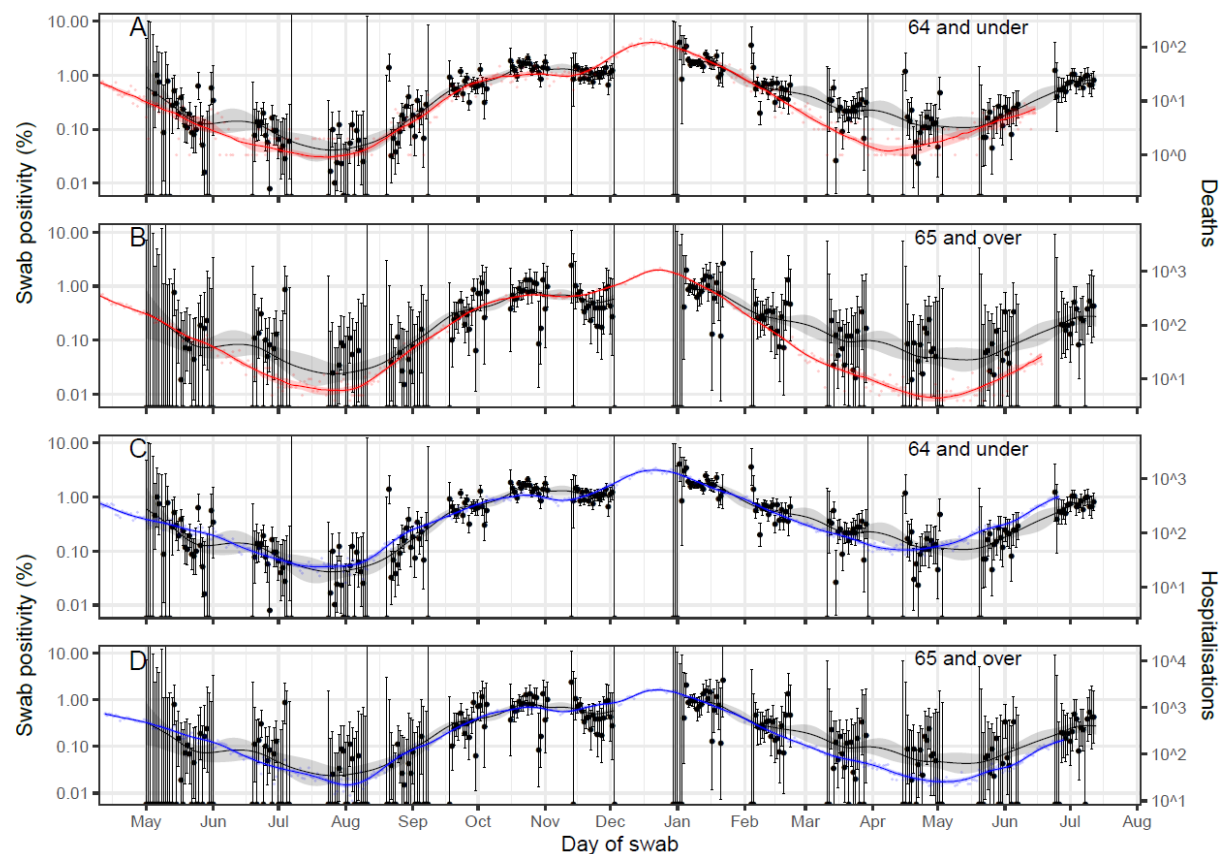 A
64 and under
10.00
1.00
0.10
0.01
10^2
10^1
10^0
B
65 and over
10.00
1.00
0.10
0.01
10^3
10^2
10^1
Swab positivity (%)
Deaths
C
64 and under
10.00
1.00
0.10
0.01
10^3
10^2
10^1
D
65 and over
10.00
1.00
0.10
0.01
10^4
10^3
10^2
10^1
Swab positivity (%)
Hospitalisations
May Jun Jul Aug Sep Oct Nov Dec Jan Feb Mar Apr May Jun Jul Aug
Day of swab